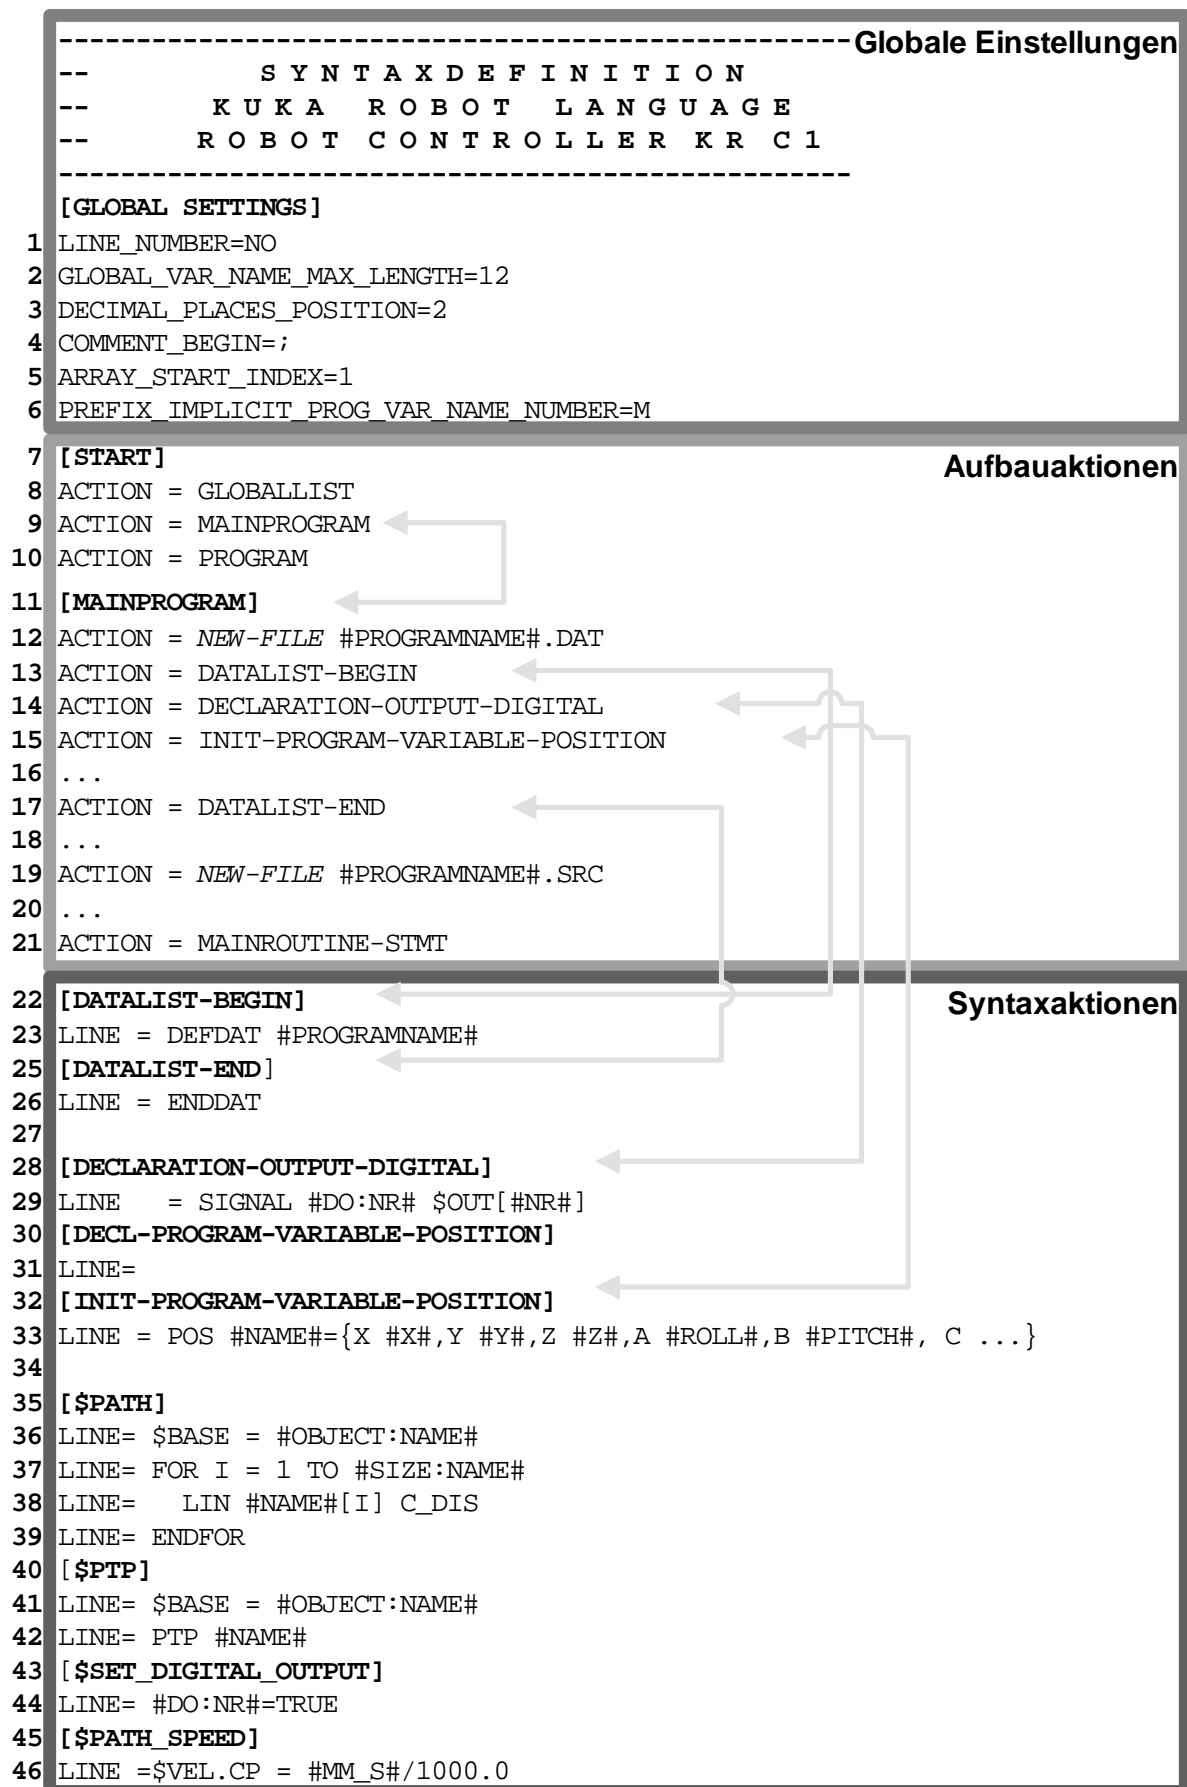 ---------------------------------------------------Globale Einstellungen
-- S Y N T A X D E F I N I T I O N
-- K U K A R O B O T L A N G U A G E
-- R O B O T C O N T R O L L E R K R C 1
---------------------------------------------------
[GLOBAL SETTINGS]
1 LINE_NUMBER=NO
2 GLOBAL_VAR_NAME_MAX_LENGTH=12
3 DECIMAL_PLACES_POSITION=2
4 COMMENT_BEGIN=;
5 ARRAY_START_INDEX=1
6 PREFIX_IMPLICIT_PROG_VAR_NAME_NUMBER=M
7 [START] Aufbauaktionen
8 ACTION = GLOBALLIST
9 ACTION = MAINPROGRAM
10 ACTION = PROGRAM
11 [MAINPROGRAM]
12 ACTION = NEW-FILE #PROGRAMNAME#.DAT
13 ACTION = DATALIST-BEGIN
14 ACTION = DECLARATION-OUTPUT-DIGITAL
15 ACTION = INIT-PROGRAM-VARIABLE-POSITION
16 ...
17 ACTION = DATALIST-END
18 ...
19 ACTION = NEW-FILE #PROGRAMNAME#.SRC
20 ...
21 ACTION = MAINROUTINE-STMT
22 [DATALIST-BEGIN] Syntaxaktionen
23 LINE = DEFDAT #PROGRAMNAME#
25 [DATALIST-END]
26 LINE = ENDDAT
27
28 [DECLARATION-OUTPUT-DIGITAL]
29 LINE = SIGNAL #DO:NR# $OUT[#NR#]
30 [DECL-PROGRAM-VARIABLE-POSITION]
31 LINE=
32 [INIT-PROGRAM-VARIABLE-POSITION]
33 LINE = POS #NAME#={X #X#,Y #Y#,Z #Z#,A #ROLL#,B #PITCH#, C ...}
34
35 [$PATH]
36 LINE= $BASE = #OBJECT:NAME#
37 LINE= FOR I = 1 TO #SIZE:NAME#
38 LINE= LIN #NAME#[I] C_DIS
39 LINE= ENDFOR
40 [$PTP]
41 LINE= $BASE = #OBJECT:NAME#
42 LINE= PTP #NAME#
43 [$SET_DIGITAL_OUTPUT]
44 LINE= #DO:NR#=TRUE
45 [$PATH_SPEED]
46 LINE =$VEL.CP = #MM_S#/1000.0